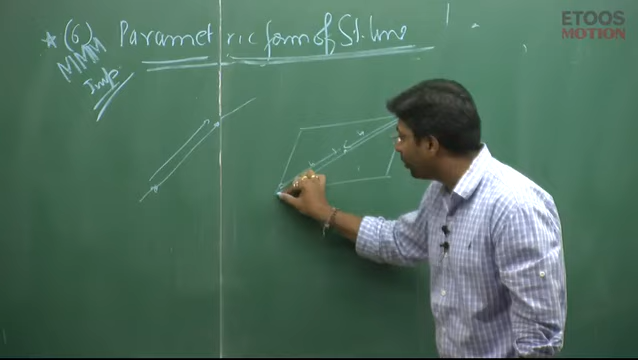 * (6) Parametric form of St. line
MMM
Imp.
ETOOS
MOTION